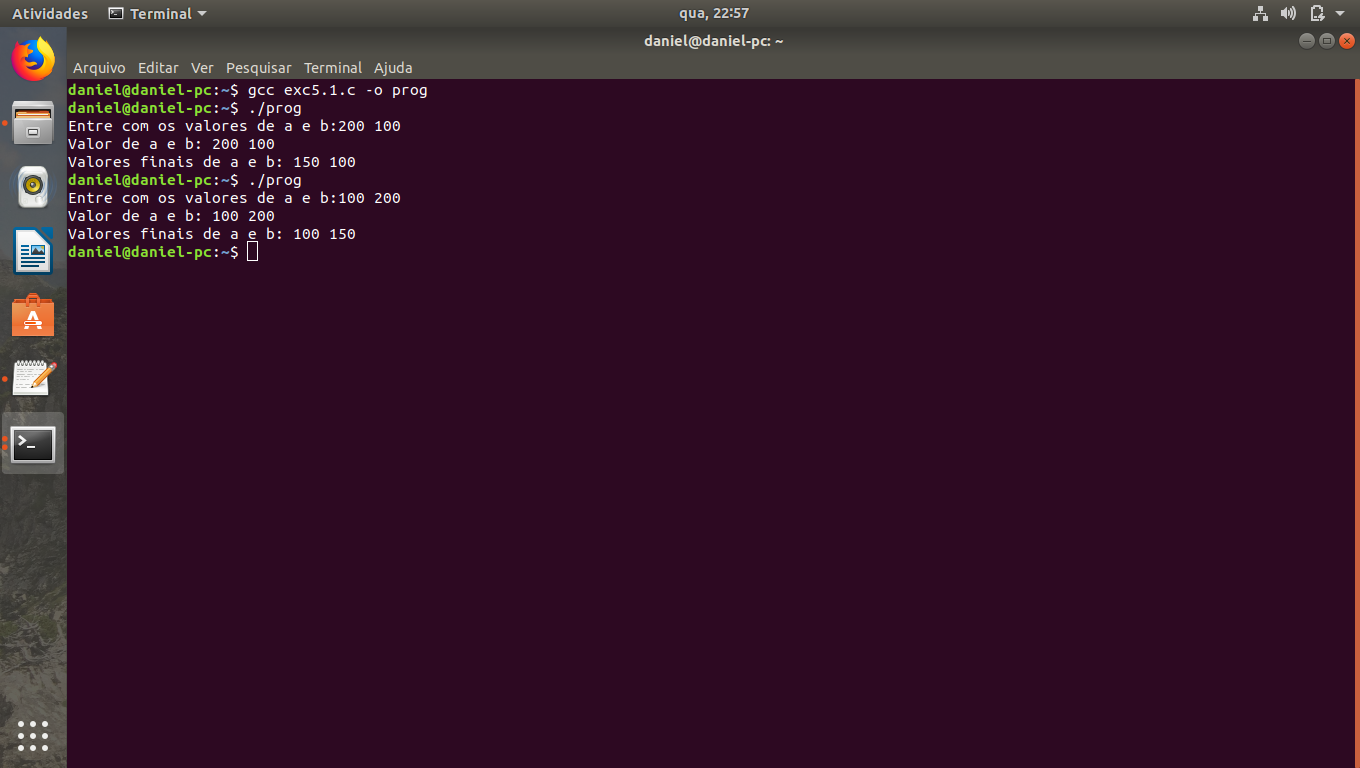 Atividades Terminal qua, 22:57
daniel@daniel-pc: ~
Arquivo Editar Ver Pesquisar Terminal Ajuda
daniel@daniel-pc:~$ gcc exc5.1.c -o prog
daniel@daniel-pc:~$ ./prog
Entre com os valores de a e b:200 100
Valor de a e b: 200 100
Valores finais de a e b: 150 100
daniel@daniel-pc:~$ ./prog
Entre com os valores de a e b:100 200
Valor de a e b: 100 200
Valores finais de a e b: 100 150
daniel@daniel-pc:~$